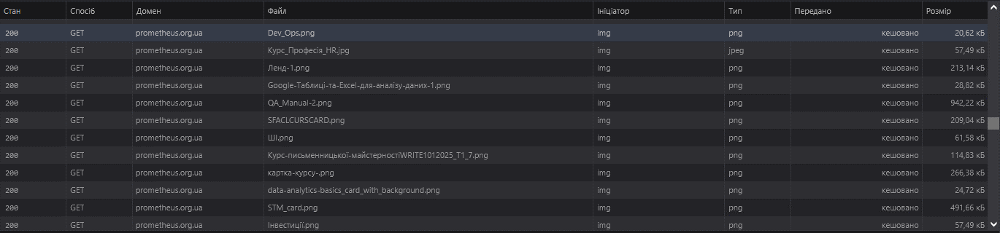 Стан Спосіб Домен Файл Ініціатор Тип Передано Розмір
200 GET prometheus.org.ua Dev_Ops.png img png кешовано 20,62 кБ
200 GET prometheus.org.ua Курс_Професія_HR.jpg img jpeg кешовано 57,49 кБ
200 GET prometheus.org.ua Ленд-1.png img png кешовано 213,14 кБ
200 GET prometheus.org.ua Google-Таблиці-та-Excel-для-аналізу-даних-1.png img png кешовано 28,82 кБ
200 GET prometheus.org.ua QA_Manual-2.png img png кешовано 942,22 кБ
200 GET prometheus.org.ua SFACLCURSCARD.png img png кешовано 209,04 кБ
200 GET prometheus.org.ua ШІ.png img png кешовано 61,58 кБ
200 GET prometheus.org.ua Курс-письменницької-майстерностіWRITE1012025_T1_7.png img png кешовано 114,83 кБ
200 GET prometheus.org.ua картка-курсу-.png img png кешовано 266,38 кБ
200 GET prometheus.org.ua data-analytics-basics_card_with_background.png img png кешовано 24,72 кБ
200 GET prometheus.org.ua STM_card.png img png кешовано 491,66 кБ
200 GET prometheus.org.ua Інвестиції.png img png кешовано 57,49 кБ